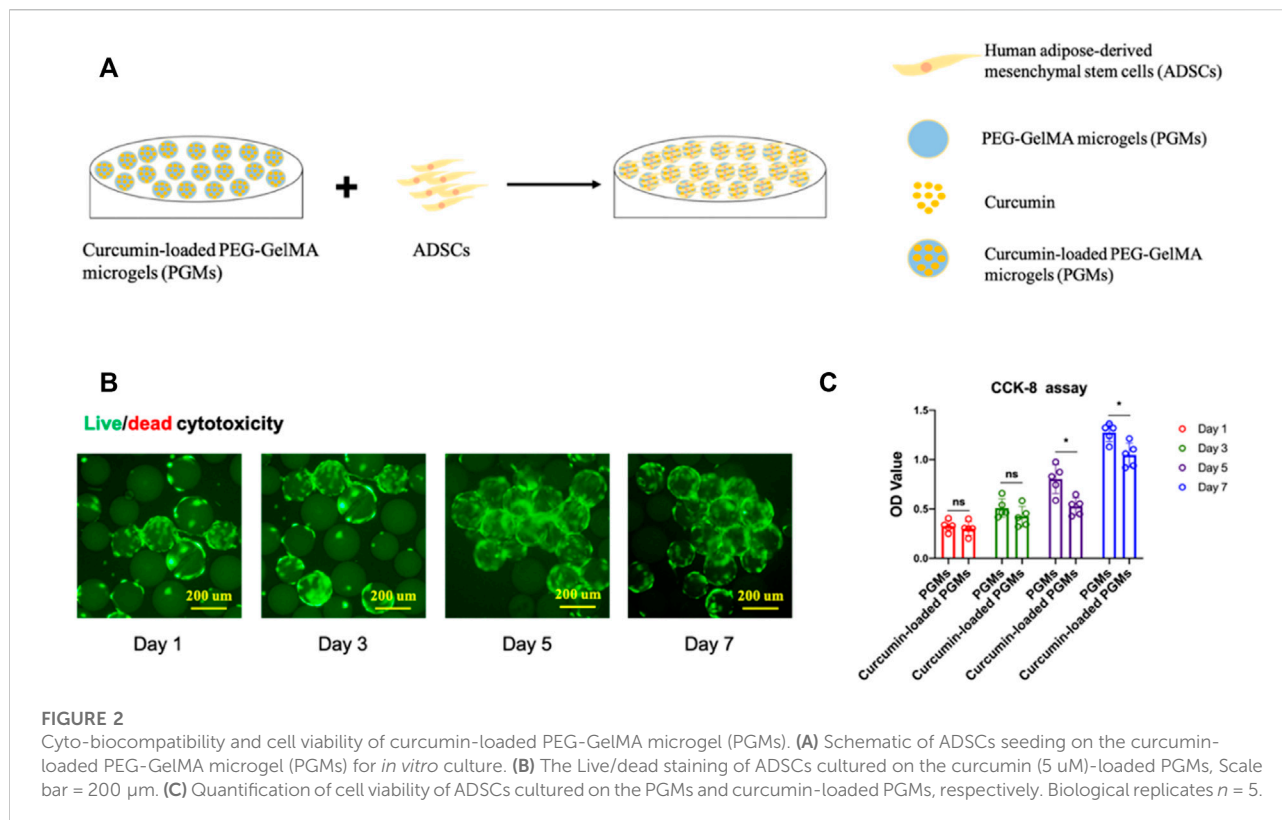 A
Curcumin-loaded PEG-GelMA
microgels (PGMs)
+
ADSCs
Human adipose-derived
mesenchymal stem cells (ADSCs)
PEG-GelMA microgels (PGMs)
Curcumin
Curcumin-loaded PEG-GelMA
microgels (PGMs)
B
Live/dead cytotoxicity
200 um
200 um
200 um
200 um
Day 1
Day 3
Day 5
Day 7
C
CCK-8 assay
OD Value
1.5
1.0
0.5
0.0
ns
ns
*
*
Day 1
Day 3
Day 5
Day 7
PGMs
Curcumin-loaded PGMs
PGMs
Curcumin-loaded PGMs
PGMs
Curcumin-loaded PGMs
PGMs
Curcumin-loaded PGMs
FIGURE 2
Cyto-biocompatibility and cell viability of curcumin-loaded PEG-GelMA microgel (PGMs). (A) Schematic of ADSCs seeding on the curcumin-
loaded PEG-GelMA microgel (PGMs) for in vitro culture. (B) The Live/dead staining of ADSCs cultured on the curcumin (5 uM)-loaded PGMs, Scale
bar = 200 μm. (C) Quantification of cell viability of ADSCs cultured on the PGMs and curcumin-loaded PGMs, respectively. Biological replicates n = 5.